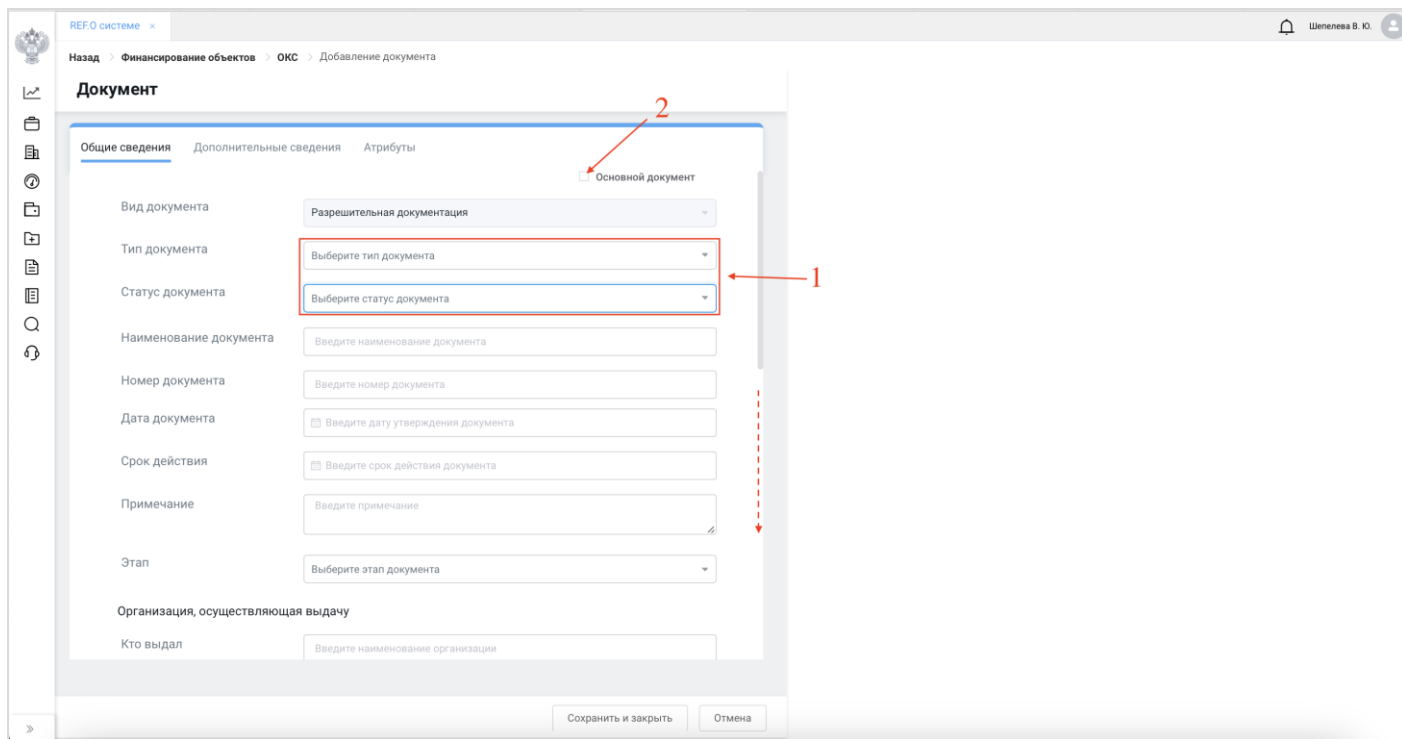 REF.О системе ×
Шепелева В. Ю.
Назад > Финансирование объектов > ОКС > Добавление документа
Документ
2
Общие сведения Дополнительные сведения Атрибуты
Основной документ
Вид документа Разрешительная документация
Тип документа Выберите тип документа
1
Статус документа Выберите статус документа
Наименование документа Введите наименование документа
Номер документа Введите номер документа
Дата документа Введите дату утверждения документа
Срок действия Введите срок действия документа
Примечание Введите примечание
Этап Выберите этап документа
Организация, осуществляющая выдачу
Кто выдал Введите наименование организации
Сохранить и закрыть Отмена